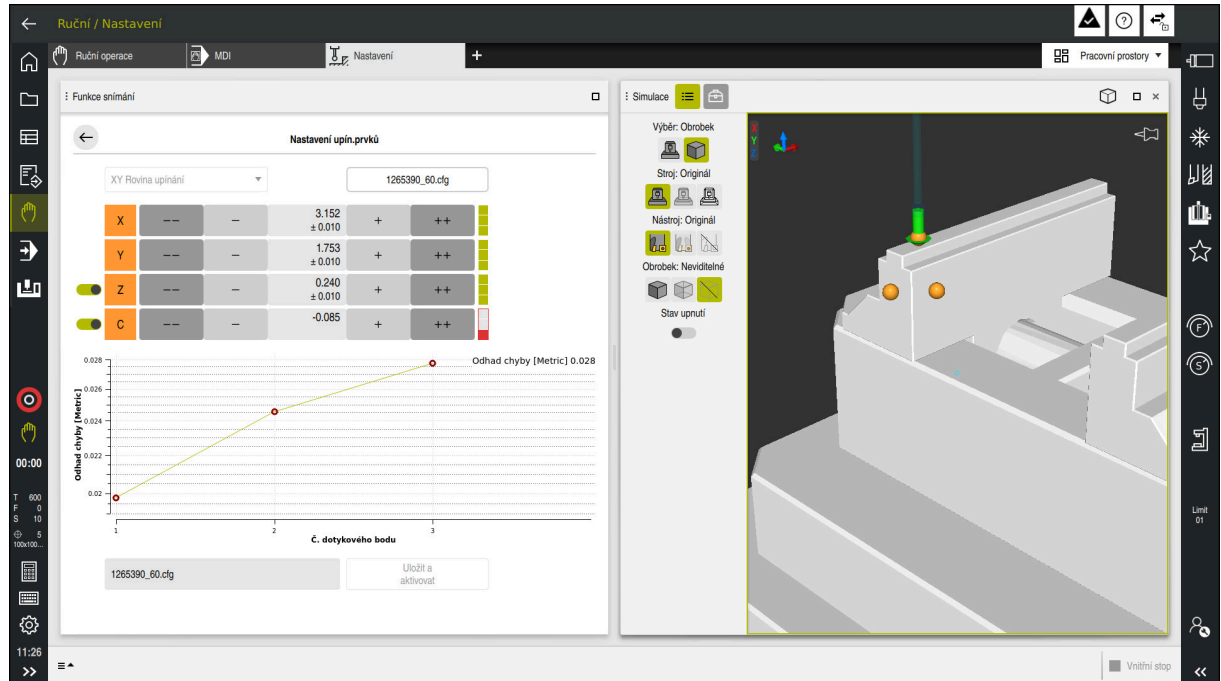 Ruční / Nastavení
Ruční operace
MDI
Nastavení
+
Pracovní prostory
Funkce snímání
Nastavení upín.prvků
XY Rovina upínání
1265390_60.cfg
X -- - 3.152 ± 0.010 + ++
Y -- - 1.753 ± 0.010 + ++
Z -- - 0.240 ± 0.010 + ++
C -- - -0.085 + ++
Odhad chyby [Metric] 0.028
Odhad chyby [Metric]
0.028
0.026
0.024
0.022
0.02
1 2 3
Č. dotykového bodu
1265390_60.cfg
Uložit a
aktivovat
Simulace
Výběr: Obrobek
Stroj: Originál
Nástroj: Originál
Obrobek: Neviditelné
Stav upnutí
X
Y
Z
00:00
T 600
F 0
S 10
5
100x100...
11:26
F
S
Limit
01
Vnitřní stop